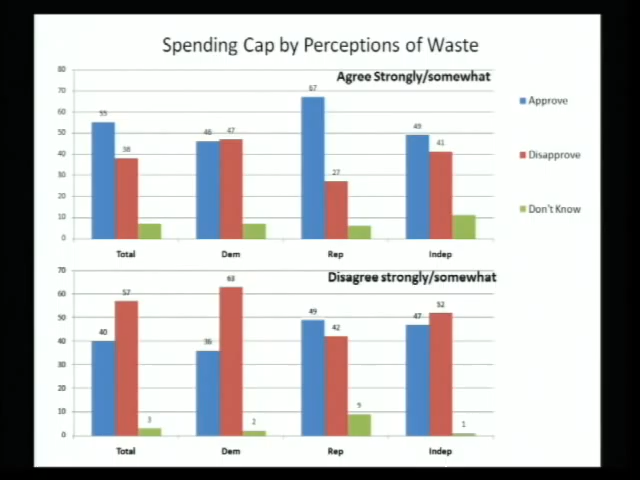 Spending Cap by Perceptions of Waste
Agree Strongly/somewhat
80
70
60
50
40
30
20
10
0
55
38
46
47
67
27
49
41
Total
Dem
Rep
Indep
Approve
Disapprove
Don't Know
Disagree strongly/somewhat
70
60
50
40
30
20
10
0
40
57
3
36
63
2
49
42
9
47
52
1
Total
Dem
Rep
Indep